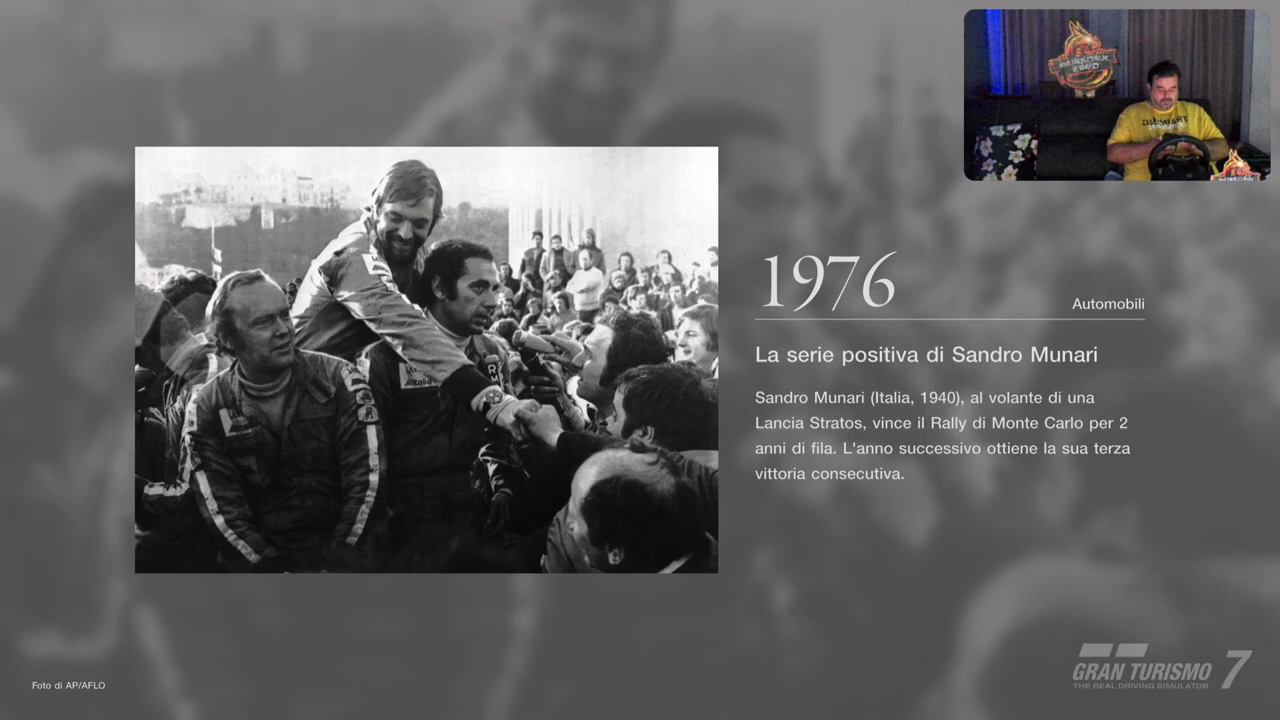 1976
Automobili
La serie positiva di Sandro Munari
Sandro Munari (Italia, 1940), al volante di una
Lancia Stratos, vince il Rally di Monte Carlo per 2
anni di fila. L'anno successivo ottiene la sua terza
vittoria consecutiva.
Alitalia
Foto di AP/AFLO
GRAN TURISMO 7
THE REAL DRIVING SIMULATOR